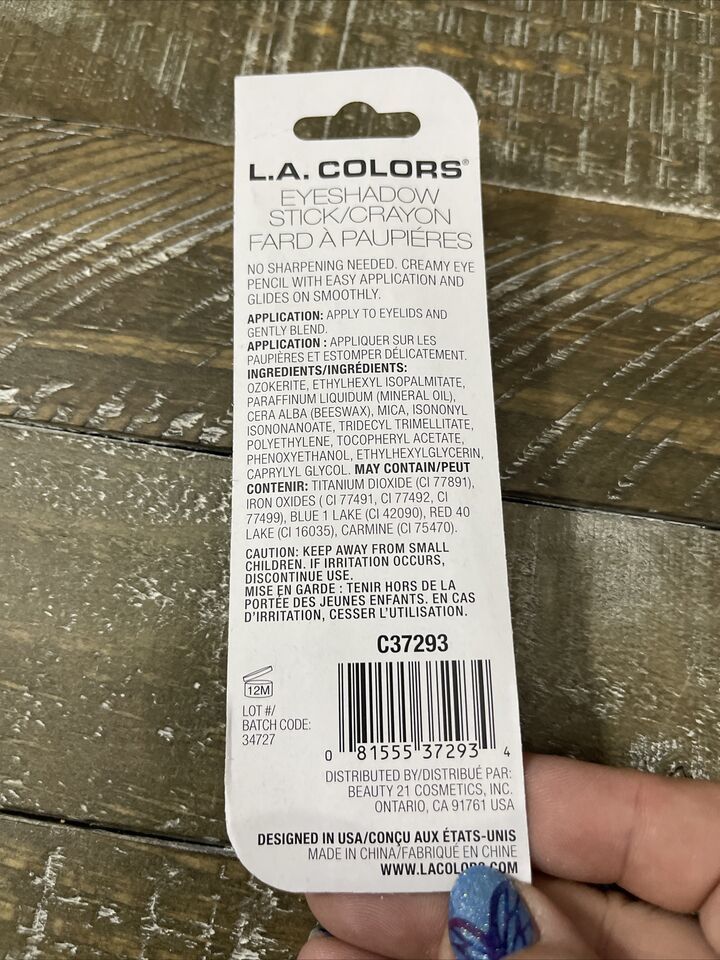 L.A. COLORS®
EYESHADOW
STICK/CRAYON
FARD À PAUPIÉRES
NO SHARPENING NEEDED. CREAMY EYE
PENCIL WITH EASY APPLICATION AND
GLIDES ON SMOOTHLY.
APPLICATION: APPLY TO EYELIDS AND
GENTLY BLEND.
APPLICATION : APPLIQUER SUR LES
PAUPIÈRES ET ESTOMPER DÉLICATEMENT.
INGREDIENTS/INGRÉDIENTS:
OZOKERITE, ETHYLHEXYL ISOPALMITATE,
PARAFFINUM LIQUIDUM (MINERAL OIL),
CERA ALBA (BEESWAX), MICA, ISONONYL
ISONONANOATE, TRIDECYL TRIMELLITATE,
POLYETHYLENE, TOCOPHERYL ACETATE,
PHENOXYETHANOL, ETHYLHEXYLGLYCERIN,
CAPRYLYL GLYCOL. MAY CONTAIN/PEUT
CONTENIR: TITANIUM DIOXIDE (CI 77891),
IRON OXIDES ( CI 77491, CI 77492, CI
77499), BLUE 1 LAKE (CI 42090), RED 40
LAKE (CI 16035), CARMINE (CI 75470).
CAUTION: KEEP AWAY FROM SMALL
CHILDREN. IF IRRITATION OCCURS,
DISCONTINUE USE.
MISE EN GARDE : TENIR HORS DE LA
PORTÉE DES JEUNES ENFANTS. EN CAS
D'IRRITATION, CESSER L'UTILISATION.
C37293
12M
LOT #/
BATCH CODE:
34727
0 81555 37293 4
DISTRIBUTED BY/DISTRIBUÉ PAR:
BEAUTY 21 COSMETICS, INC.
ONTARIO, CA 91761 USA
DESIGNED IN USA/CONÇU AUX ÉTATS-UNIS
MADE IN CHINA/FABRIQUÉ EN CHINE
WWW.LACOLORS.COM